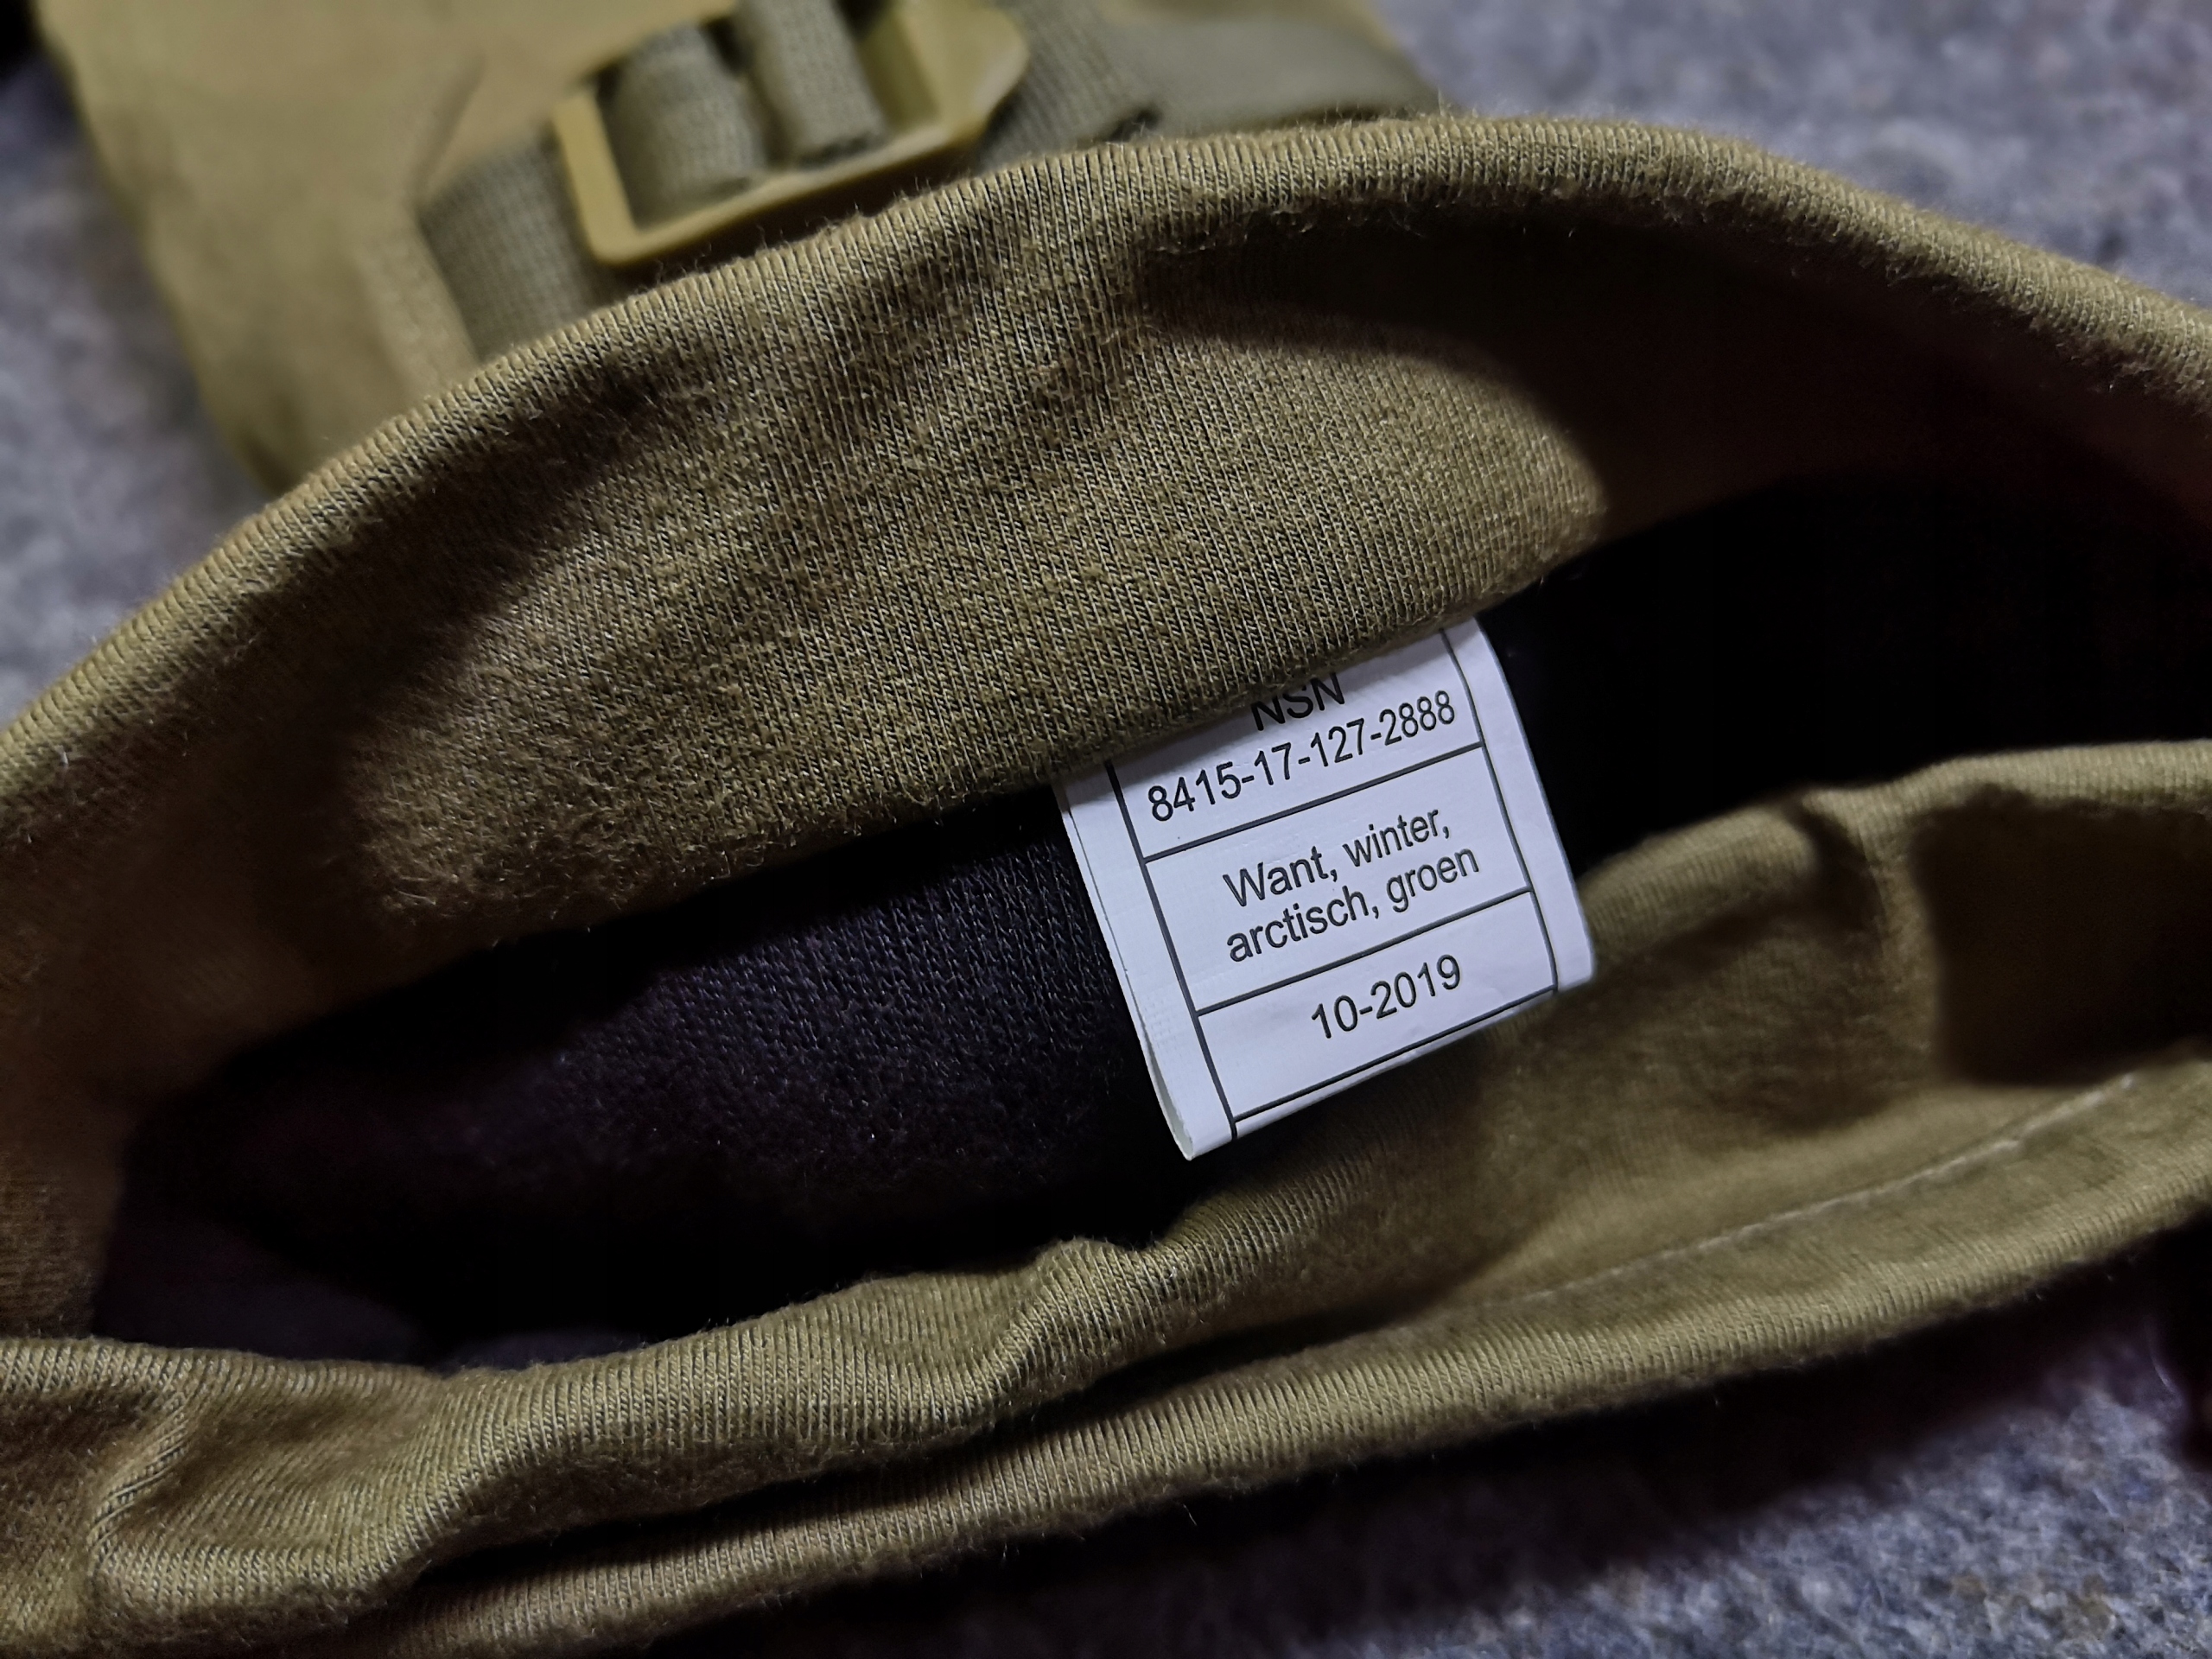 NSN
8415-17-127-2888
Want, winter,
arctisch, groen
10-2019